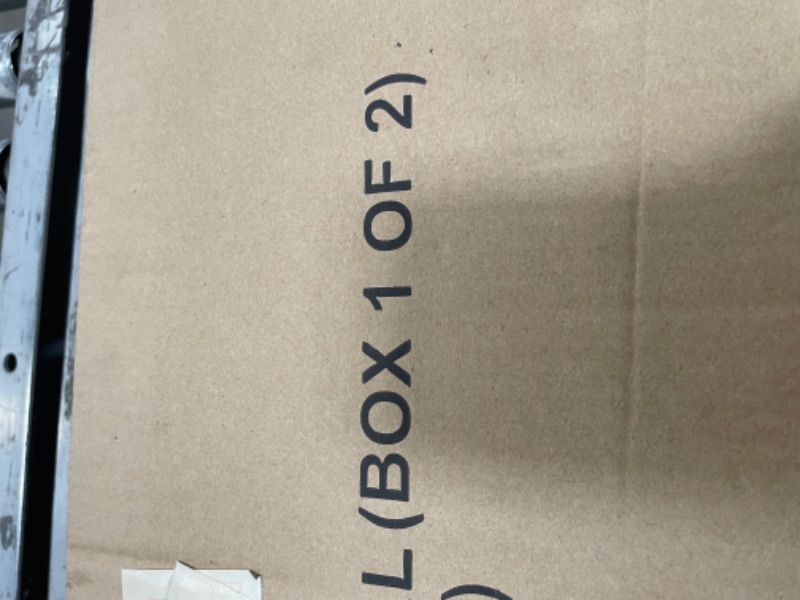 L (BOX 1 OF 2)
)